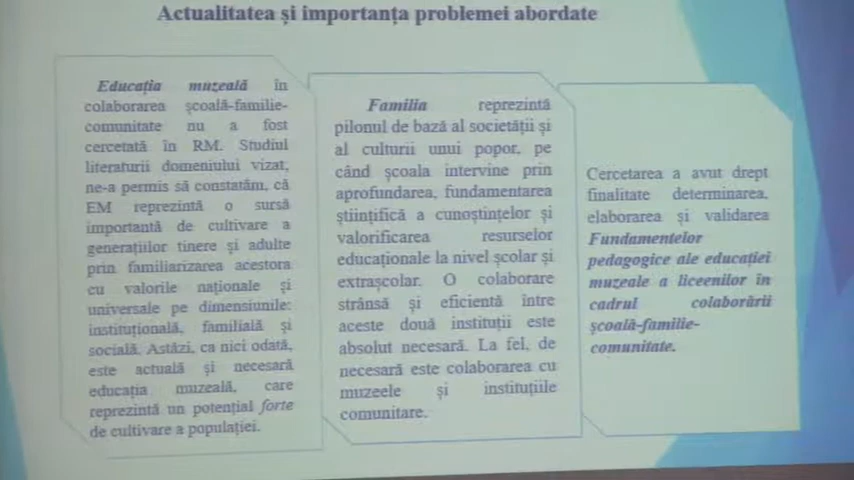 Actualitatea și importanța problemei abordate
Educația muzeală în
colaborarea școală-familie-
comunitate nu a fost
cercetată în RM. Studiul
literaturii domeniului vizat,
ne-a permis să constatăm, că
EM reprezintă o sursă
importantă de cultivare a
generațiilor tinere și adulte
prin familiarizarea acestora
cu valorile naționale și
universale pe dimensiunile:
instituțională, familială și
socială. Astăzi, ca nici odată,
este actuală și necesară
educația muzeală, care
reprezintă un potențial forte
de cultivare a populației.
Familia reprezintă
pilonul de bază al societății și
al culturii unui popor, pe
când școala intervine prin
aprofundarea, fundamentarea
științifică a cunoștințelor și
valorificarea resurselor
educaționale la nivel școlar și
extrașcolar. O colaborare
strânsă și eficientă între
aceste două instituții este
absolut necesară. La fel, de
necesară este colaborarea cu
muzeele și instituțiile
comunitare.
Cercetarea a avut drept
finalitate determinarea,
elaborarea și validarea
Fundamentelor
pedagogice ale educației
muzeale a liceenilor în
cadrul colaborării
școală-familie-
comunitate.